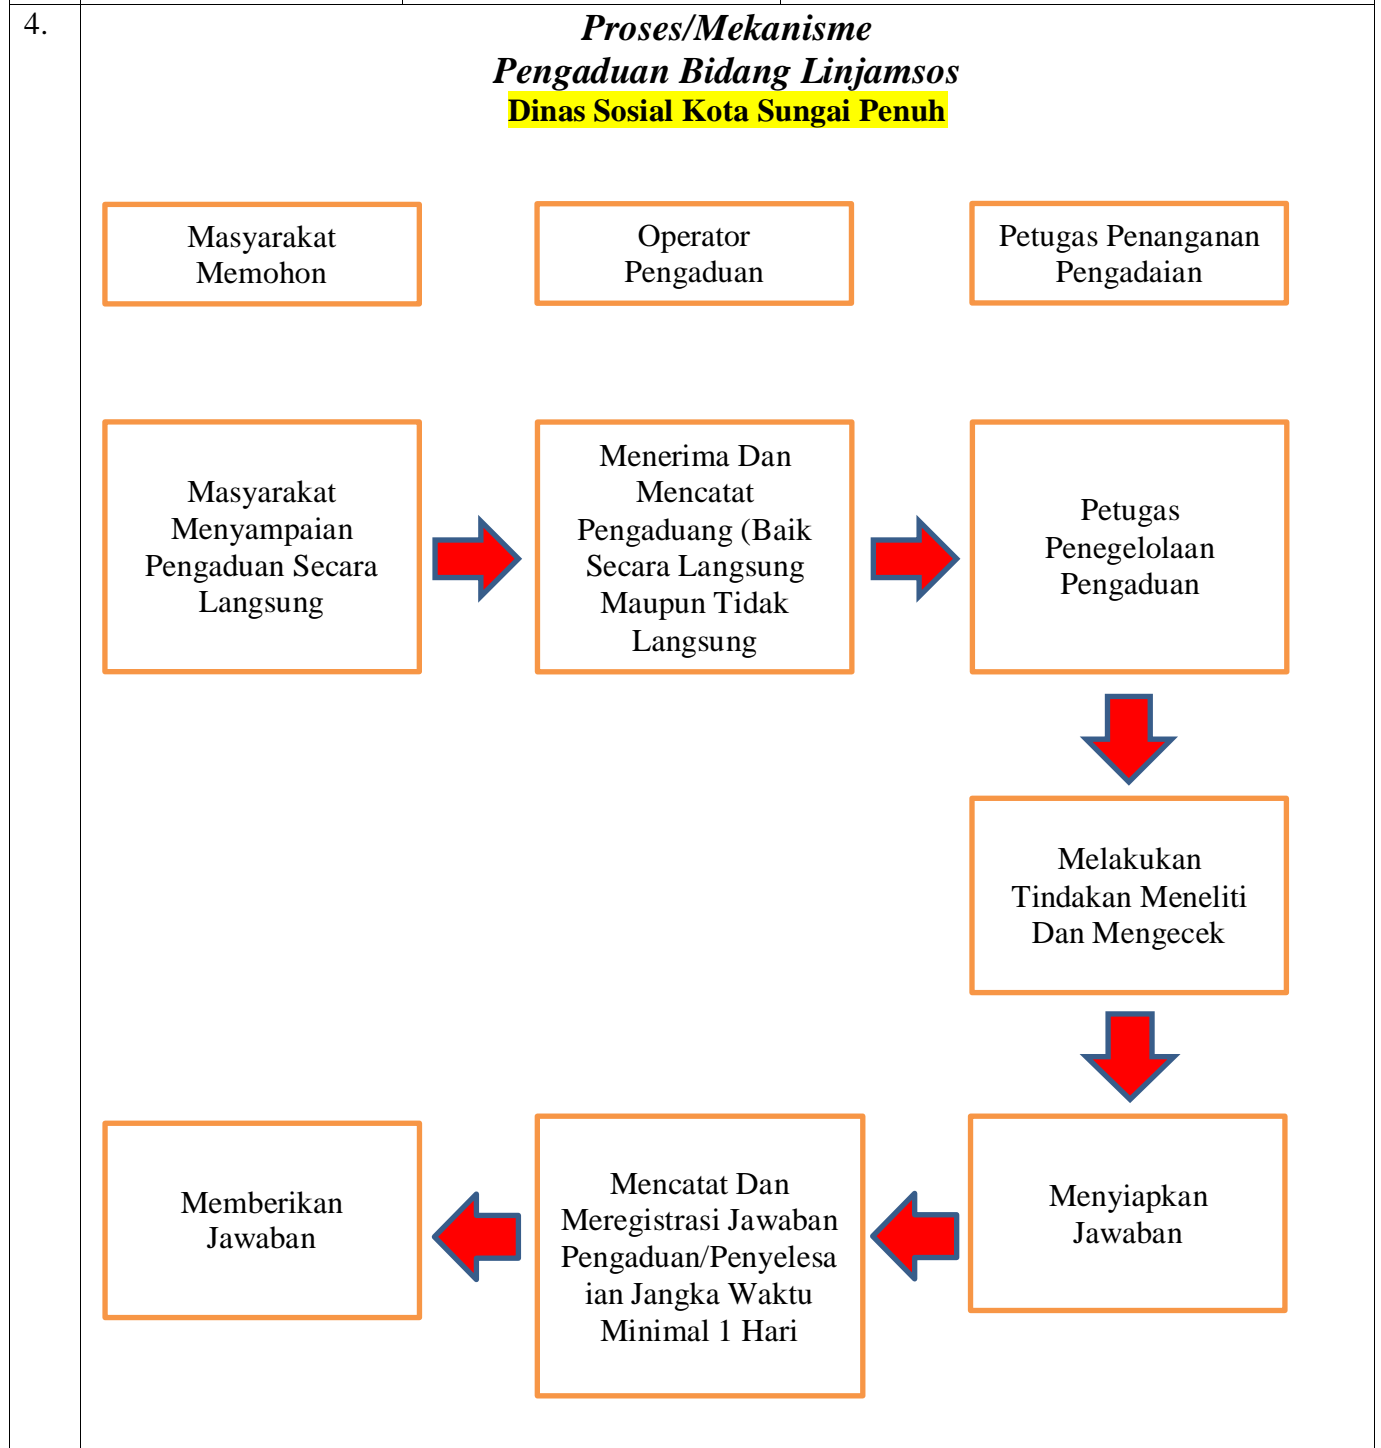 4.
Proses/Mekanisme
Pengaduan Bidang Linjamsos
Dinas Sosial Kota Sungai Penuh
Masyarakat
Memohon
Operator
Pengaduan
Petugas Penanganan
Pengadaian
Masyarakat
Menyampaian
Pengaduan Secara
Langsung
Menerima Dan
Mencatat
Pengaduang (Baik
Secara Langsung
Maupun Tidak
Langsung
Petugas
Penegelolaan
Pengaduan
Melakukan
Tindakan Meneliti
Dan Mengecek
Menyiapkan
Jawaban
Mencatat Dan
Meregistrasi Jawaban
Pengaduan/Penyelesa
ian Jangka Waktu
Minimal 1 Hari
Memberikan
Jawaban